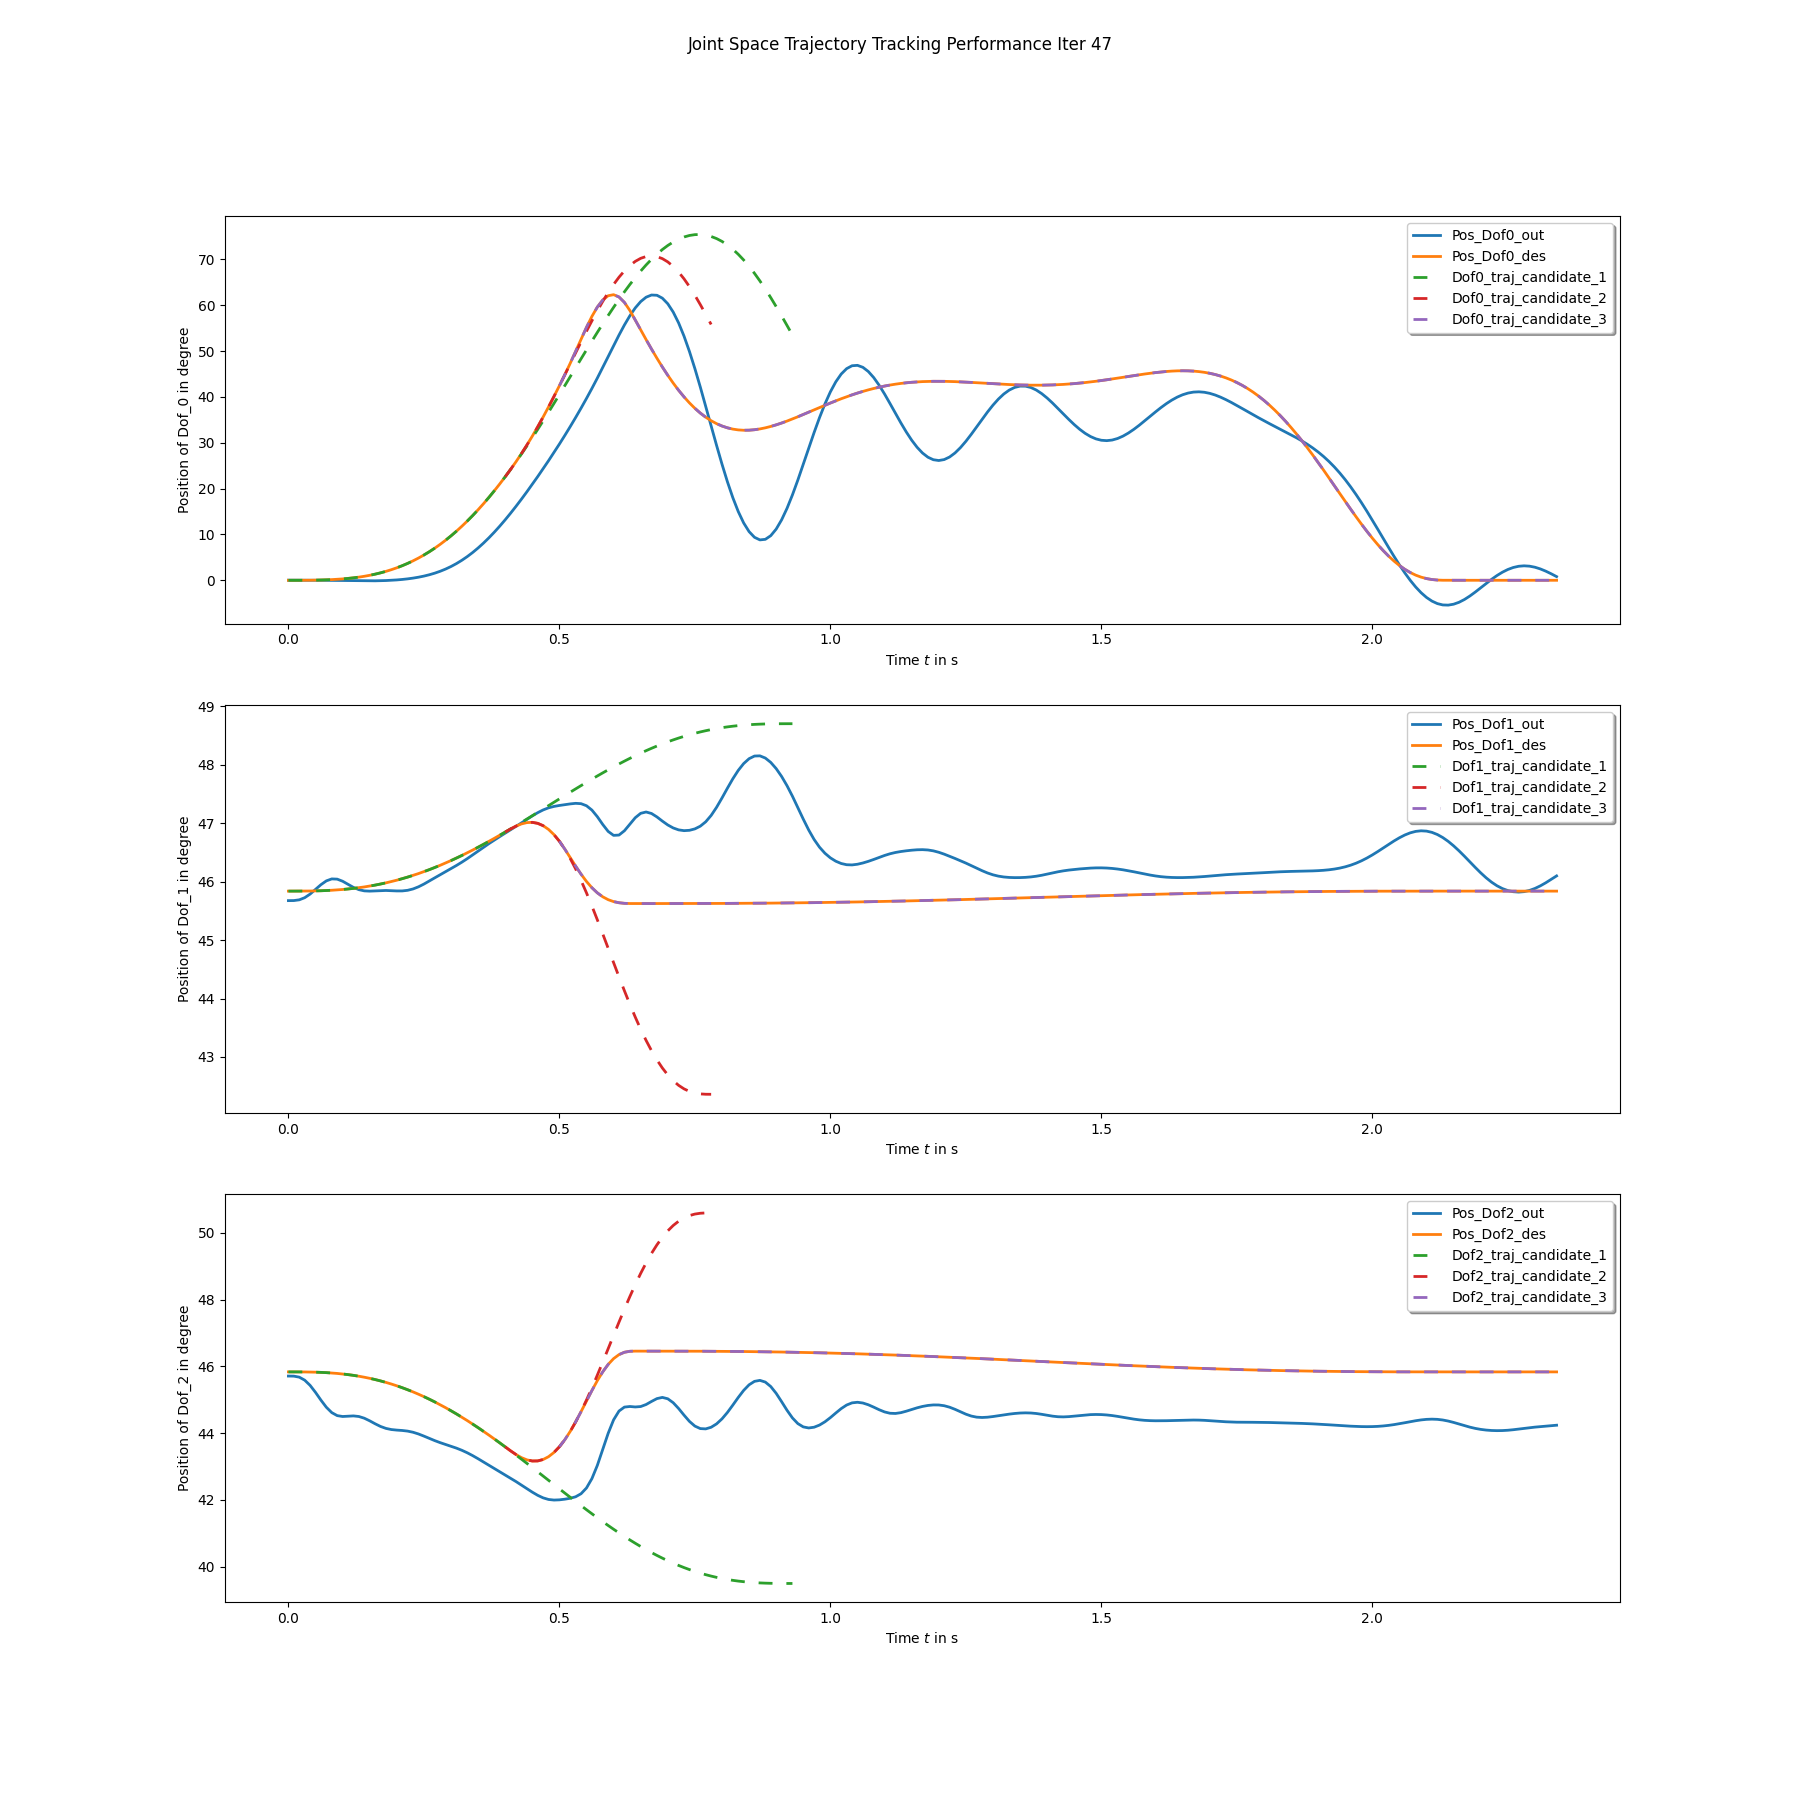 Joint Space Trajectory Tracking Performance Iter 47
Position of Dof_0 in degree
70
60
50
40
30
20
10
0
0.0 0.5 1.0 1.5 2.0
Time t in s
Pos_Dof0_out
Pos_Dof0_des
Dof0_traj_candidate_1
Dof0_traj_candidate_2
Dof0_traj_candidate_3
Position of Dof_1 in degree
49
48
47
46
45
44
43
0.0 0.5 1.0 1.5 2.0
Time t in s
Pos_Dof1_out
Pos_Dof1_des
Dof1_traj_candidate_1
Dof1_traj_candidate_2
Dof1_traj_candidate_3
Position of Dof_2 in degree
50
48
46
44
42
40
0.0 0.5 1.0 1.5 2.0
Time t in s
Pos_Dof2_out
Pos_Dof2_des
Dof2_traj_candidate_1
Dof2_traj_candidate_2
Dof2_traj_candidate_3